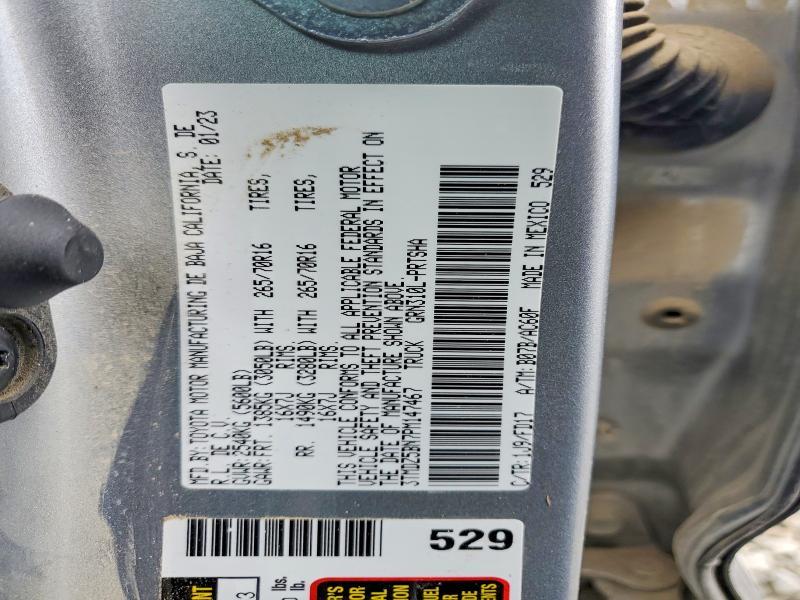 MFD.BY: TOYOTA MOTOR MANUFACTURING DE BAJA CALIFORNIA, S. DE
R.L. DE C.V. DATE: 01/23
GVWR: 2540KG (5600LB)
GAWR: FRT. 1385KG (3050LB) WITH 265/70R16 TIRES,
16X7J RIMS.
RR. 1490KG (3280LB) WITH 265/70R16 TIRES,
16X7J RIMS.
THIS VEHICLE CONFORMS TO ALL APPLICABLE FEDERAL MOTOR
VEHICLE SAFETY AND THEFT PREVENTION STANDARDS IN EFFECT ON
THE DATE OF MANUFACTURE SHOWN ABOVE.
3TMDZ5BN7PM147467 TRUCK GRN310L-PRTSHA
C/TR:1J9/FD17 A/TM:B07B/AC60F MADE IN MEXICO 529
529
lbs.
lb.